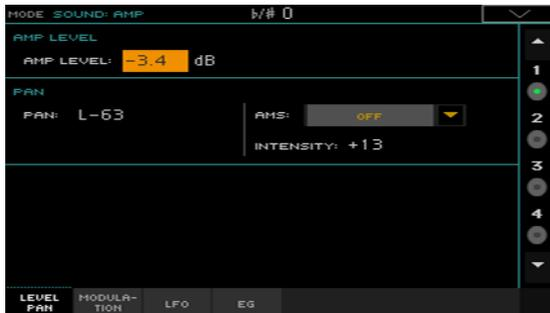 MODE SOUND: AMP ♭/# 0
AMP LEVEL
AMP LEVEL: -3.4 dB
PAN
PAN: L-63
AMS: OFF
INTENSITY: +13
1
2
3
4
LEVEL PAN
MODULA-TION
LFO
EG